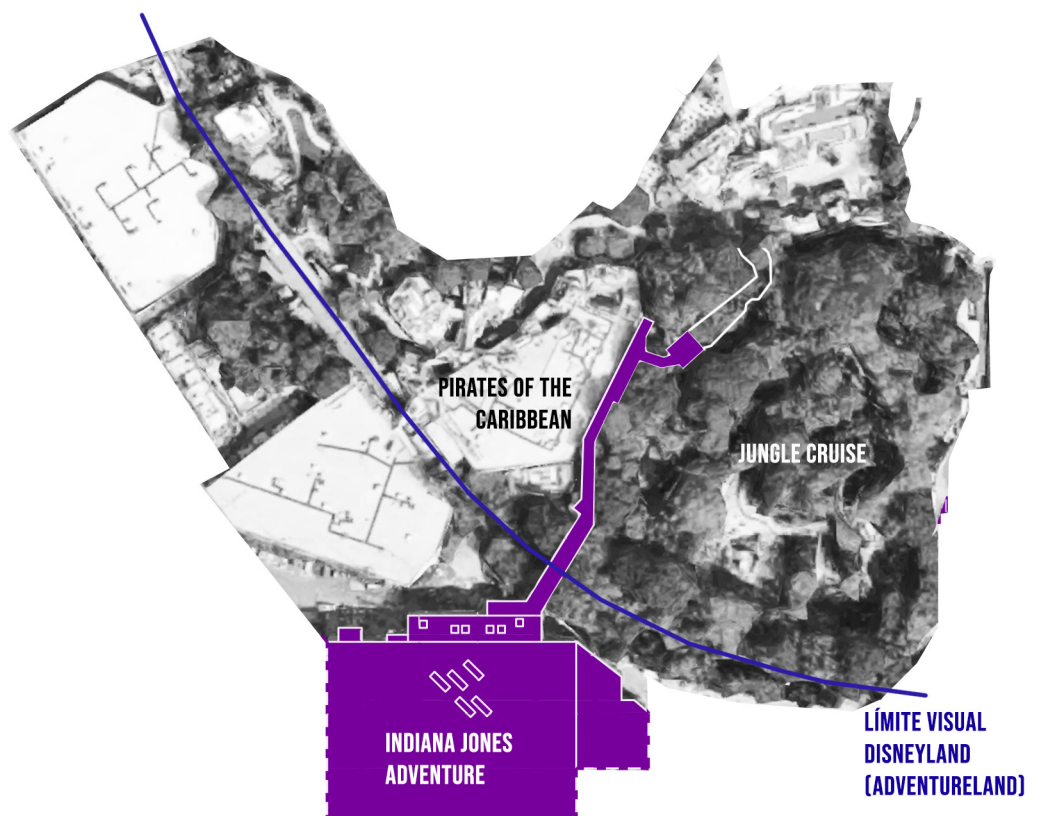 PIRATES OF THE
CARIBBEAN
JUNGLE CRUISE
INDIANA JONES
ADVENTURE
LÍMITE VISUAL
DISNEYLAND
(ADVENTURELAND)